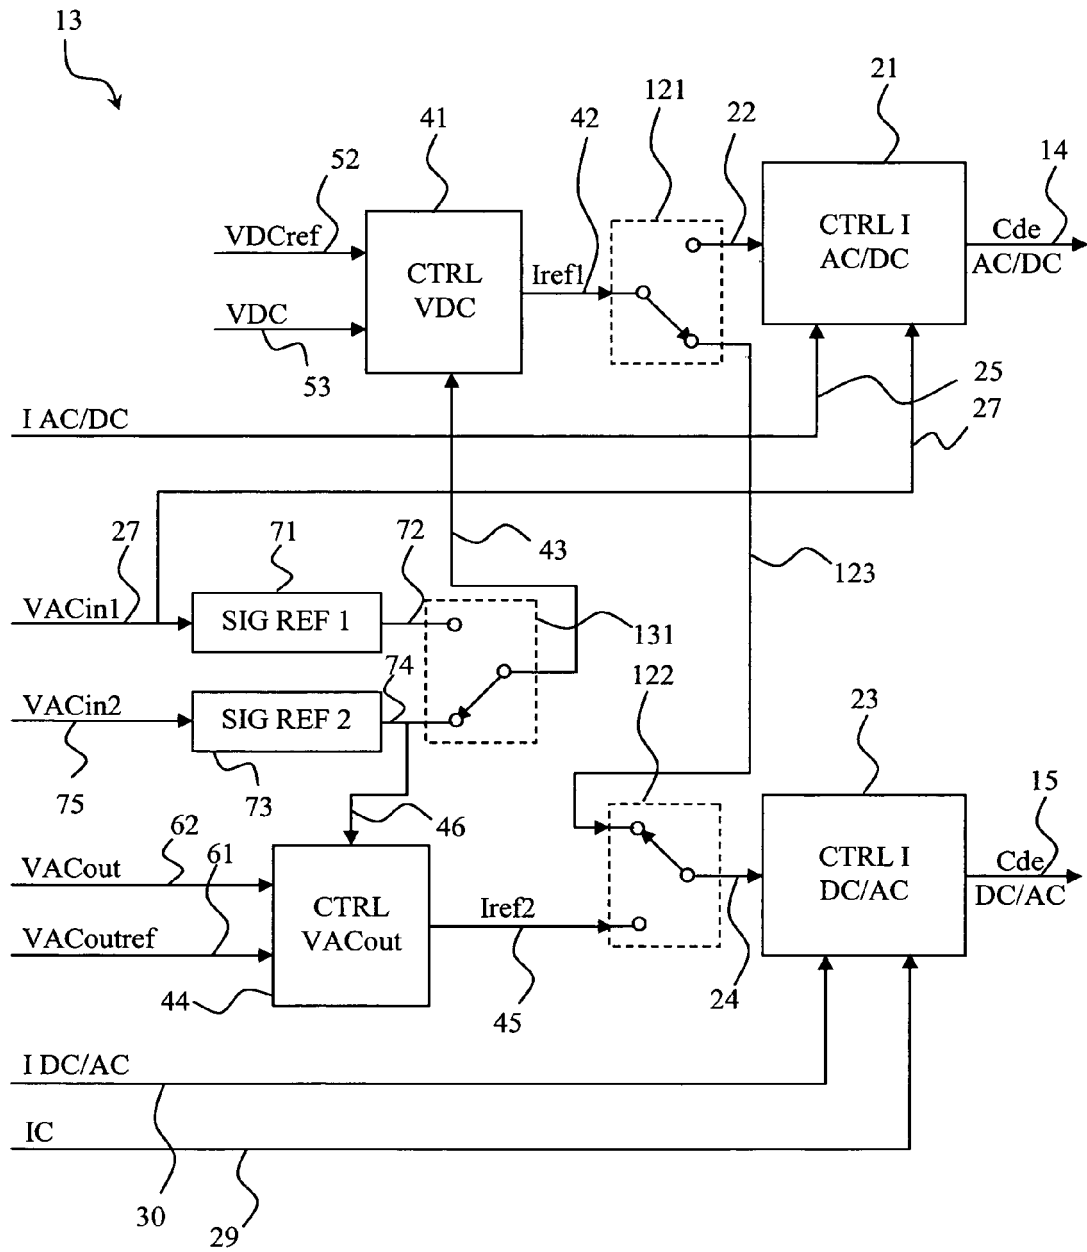 13
41
42
121
22
21
14
52
VDCref
CTRL
VDC
Iref1
CTRL I
AC/DC
Cde
AC/DC
VDC
53
25
27
I AC/DC
27
71
72
43
123
VACin1
SIG REF 1
131
74
122
VACin2
SIG REF 2
23
75
73
46
15
62
61
VACout
CTRL
VACout
Iref2
CTRL I
DC/AC
Cde
DC/AC
VACoutref
44
45
24
I DC/AC
IC
30
29